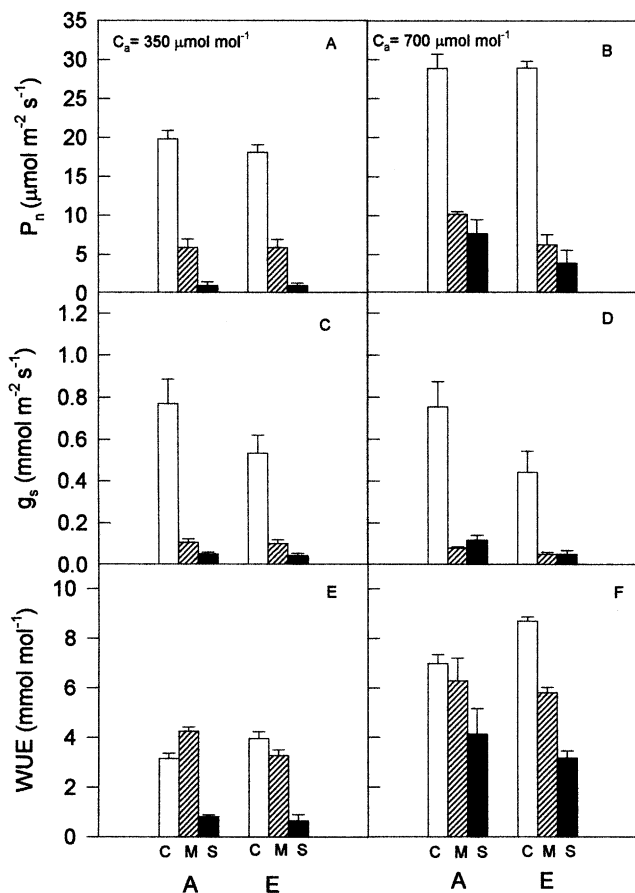 Cₐ= 350 μmol mol⁻¹
A
Cₐ= 700 μmol mol⁻¹
B
Pₙ (μmol m⁻² s⁻¹)
35
30
25
20
15
10
5
0
C
D
gₛ (mmol m⁻² s⁻¹)
1.2
1.0
0.8
0.6
0.4
0.2
0.0
E
F
WUE (mmol mol⁻¹)
10
8
6
4
2
0
C M S C M S C M S C M S
A E A E